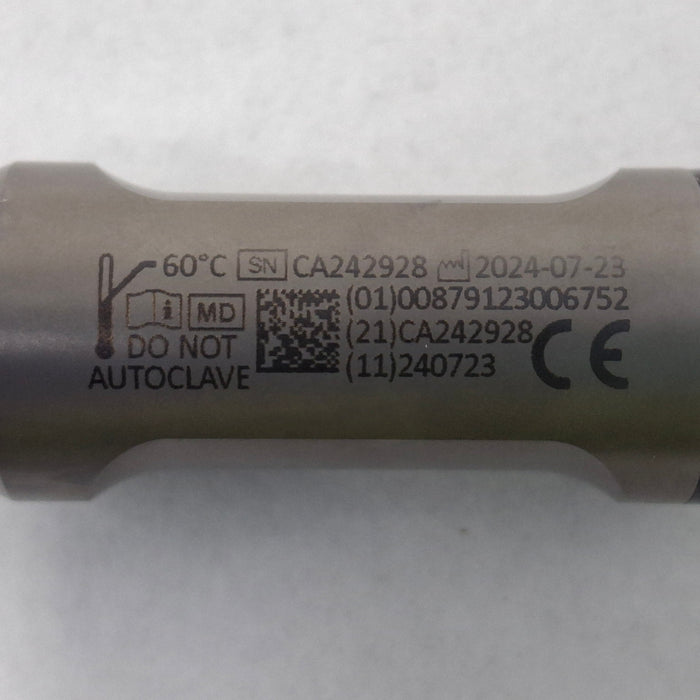 60°C SN CA242928 2024-07-23
i MD (01)00879123006752
DO NOT (21)CA242928 CE
AUTOCLAVE (11)240723